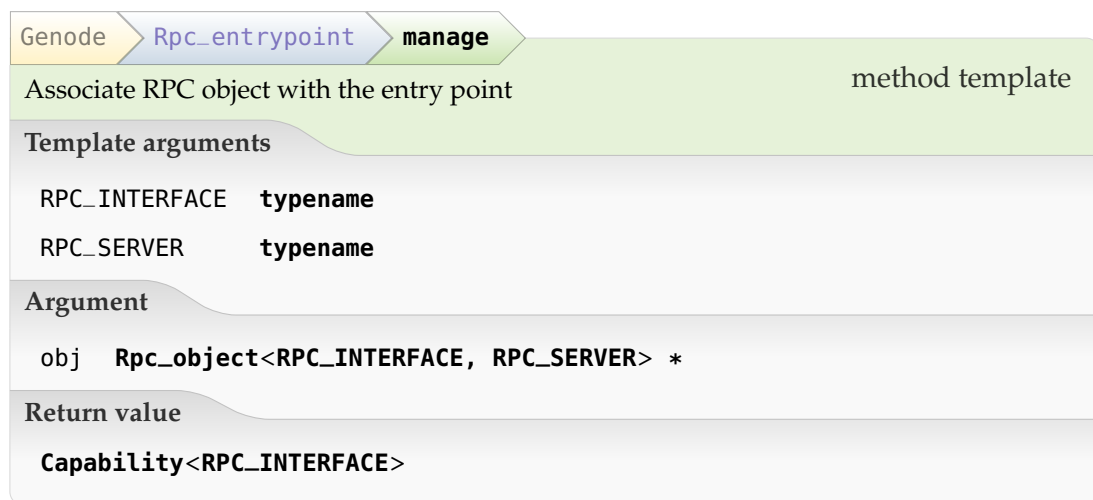 Genode Rpc_entrypoint manage
Associate RPC object with the entry point method template
Template arguments
RPC_INTERFACE typename
RPC_SERVER typename
Argument
obj Rpc_object<RPC_INTERFACE, RPC_SERVER> *
Return value
Capability<RPC_INTERFACE>